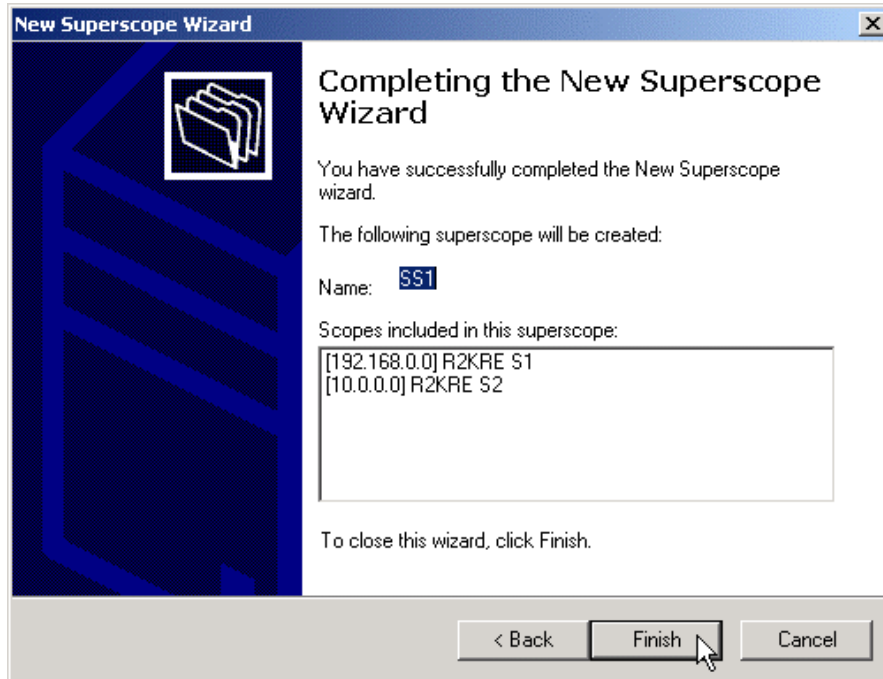 New Superscope Wizard
Completing the New Superscope
Wizard
You have successfully completed the New Superscope
wizard.
The following superscope will be created:
Name: SS1
Scopes included in this superscope:
[192.168.0.0] R2KRE S1
[10.0.0.0] R2KRE S2
To close this wizard, click Finish.
< Back Finish Cancel